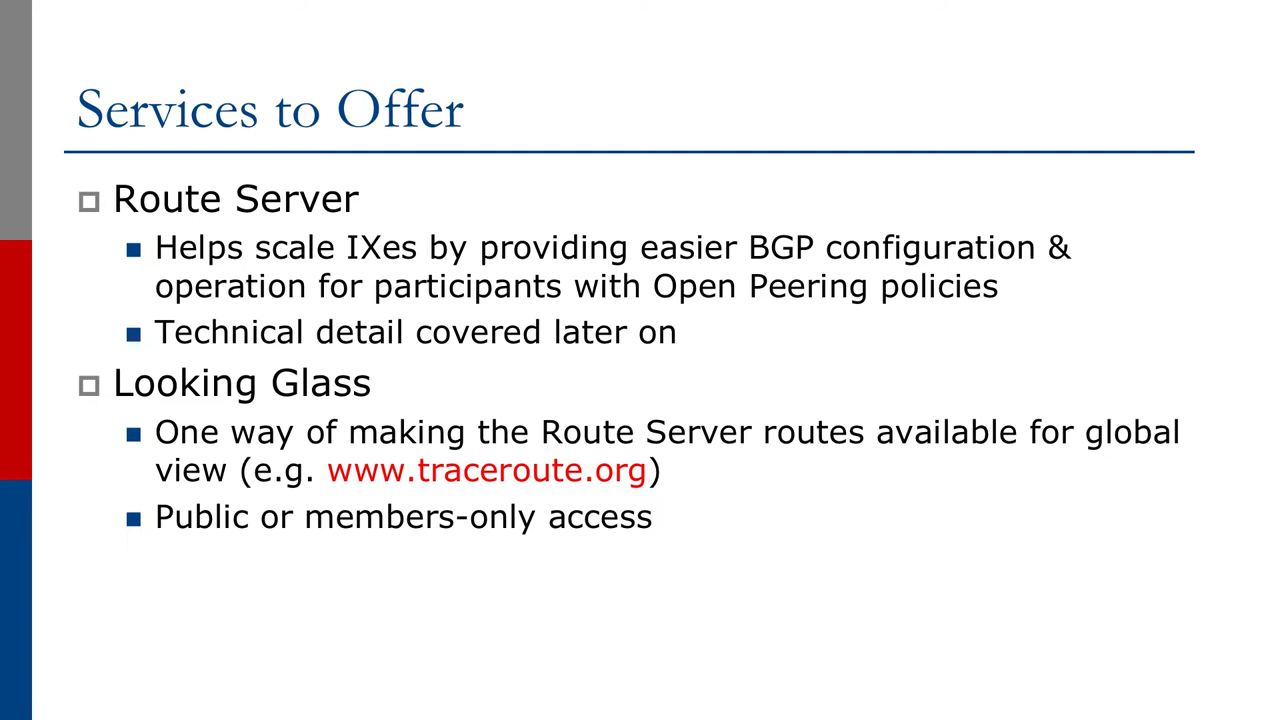 Services to Offer
Route Server
Helps scale IXes by providing easier BGP configuration &
operation for participants with Open Peering policies
Technical detail covered later on
Looking Glass
One way of making the Route Server routes available for global
view (e.g. www.traceroute.org)
Public or members-only access